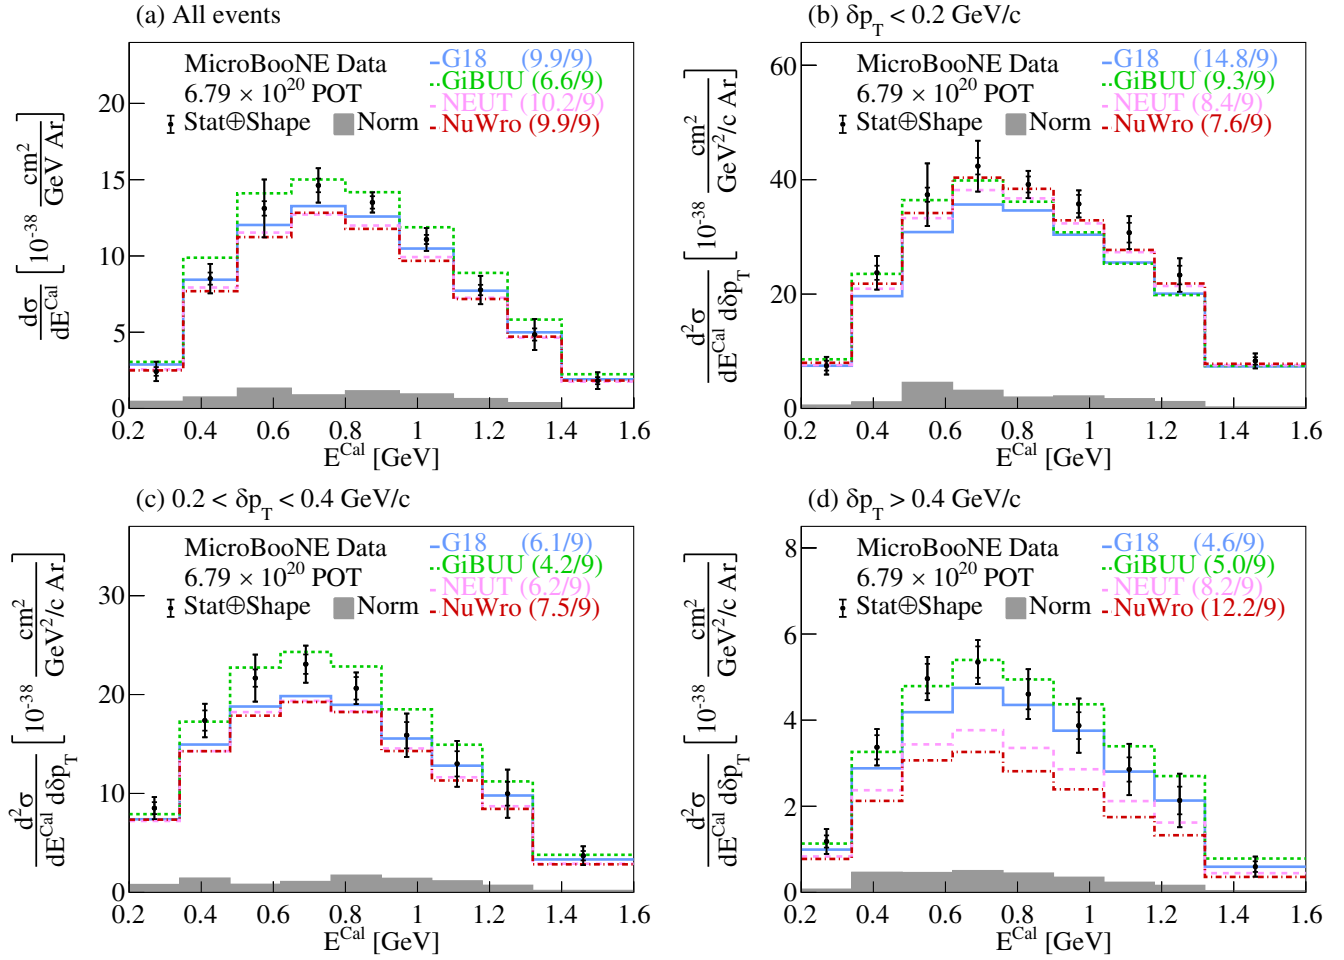 (a) All events
dσ
dE^Cal
[10^-38 cm²
GeV Ar]
MicroBooNE Data
6.79 × 10^20 POT
Stat⊕Shape
Norm
G18 (9.9/9)
GiBUU (6.6/9)
NEUT (10.2/9)
NuWro (9.9/9)
20
15
10
5
0
0.2 0.4 0.6 0.8 1 1.2 1.4 1.6
E^Cal [GeV]
(b) δp_T < 0.2 GeV/c
d²σ
dE^Cal dδp_T
[10^-38 cm²
GeV²/c Ar]
MicroBooNE Data
6.79 × 10^20 POT
Stat⊕Shape
Norm
G18 (14.8/9)
GiBUU (9.3/9)
NEUT (8.4/9)
NuWro (7.6/9)
60
40
20
0
0.2 0.4 0.6 0.8 1 1.2 1.4 1.6
E^Cal [GeV]
(c) 0.2 < δp_T < 0.4 GeV/c
d²σ
dE^Cal dδp_T
[10^-38 cm²
GeV²/c Ar]
MicroBooNE Data
6.79 × 10^20 POT
Stat⊕Shape
Norm
G18 (6.1/9)
GiBUU (4.2/9)
NEUT (6.2/9)
NuWro (7.5/9)
30
20
10
0
0.2 0.4 0.6 0.8 1 1.2 1.4 1.6
E^Cal [GeV]
(d) δp_T > 0.4 GeV/c
d²σ
dE^Cal dδp_T
[10^-38 cm²
GeV²/c Ar]
MicroBooNE Data
6.79 × 10^20 POT
Stat⊕Shape
Norm
G18 (4.6/9)
GiBUU (5.0/9)
NEUT (8.2/9)
NuWro (12.2/9)
8
6
4
2
0
0.2 0.4 0.6 0.8 1 1.2 1.4 1.6
E^Cal [GeV]